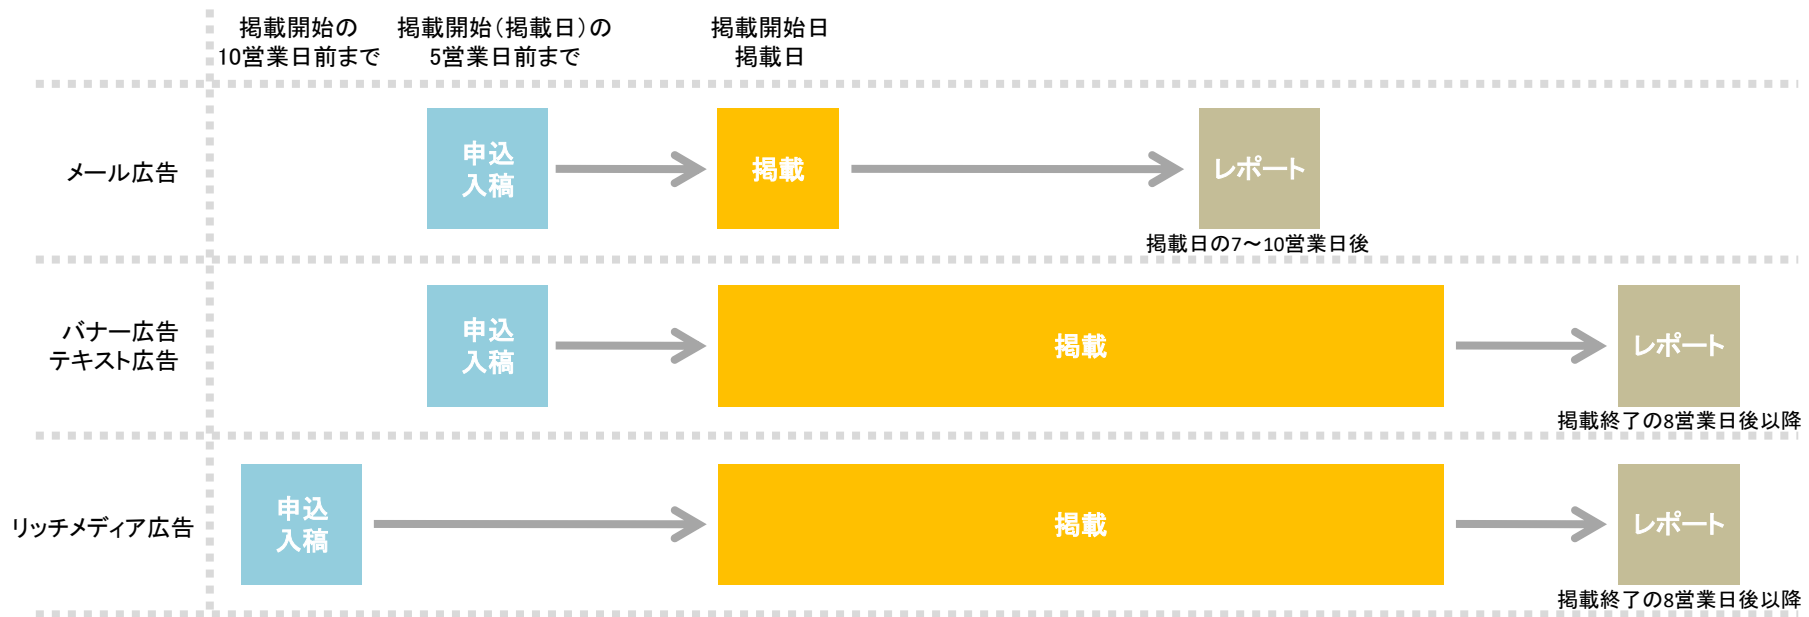 掲載開始の
10営業日前まで
掲載開始(掲載日)の
5営業日前まで
掲載開始日
掲載日
メール広告
申込
入稿
掲載
レポート
掲載日の7~10営業日後
バナー広告
テキスト広告
申込
入稿
掲載
レポート
掲載終了の8営業日後以降
リッチメディア広告
申込
入稿
掲載
レポート
掲載終了の8営業日後以降